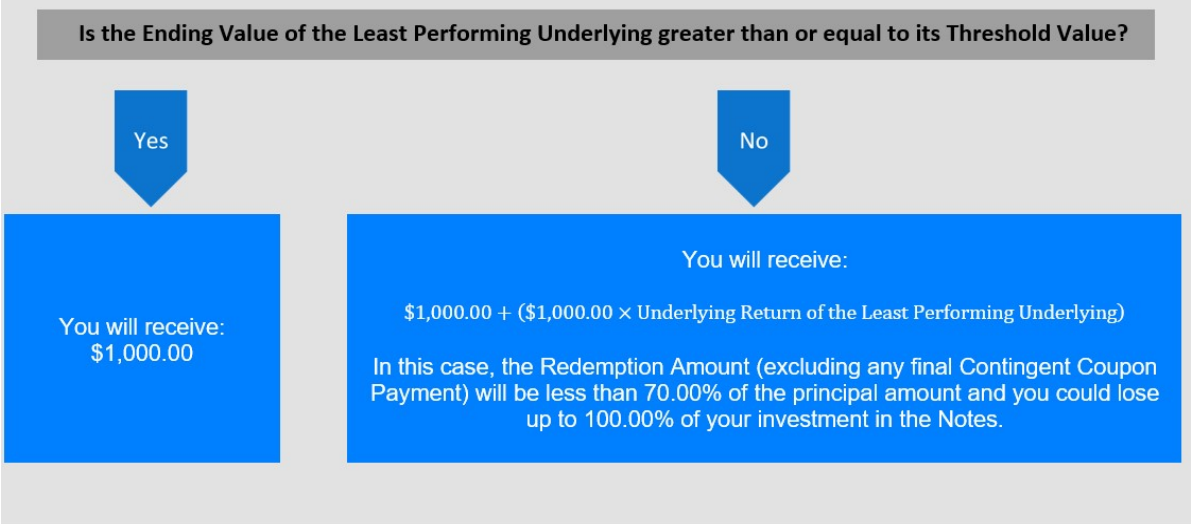 Is the Ending Value of the Least Performing Underlying greater than or equal to its Threshold Value?
Yes
No
You will receive:
$1,000.00
You will receive:
$1,000.00 + ($1,000.00 × Underlying Return of the Least Performing Underlying)
In this case, the Redemption Amount (excluding any final Contingent Coupon
Payment) will be less than 70.00% of the principal amount and you could lose
up to 100.00% of your investment in the Notes.